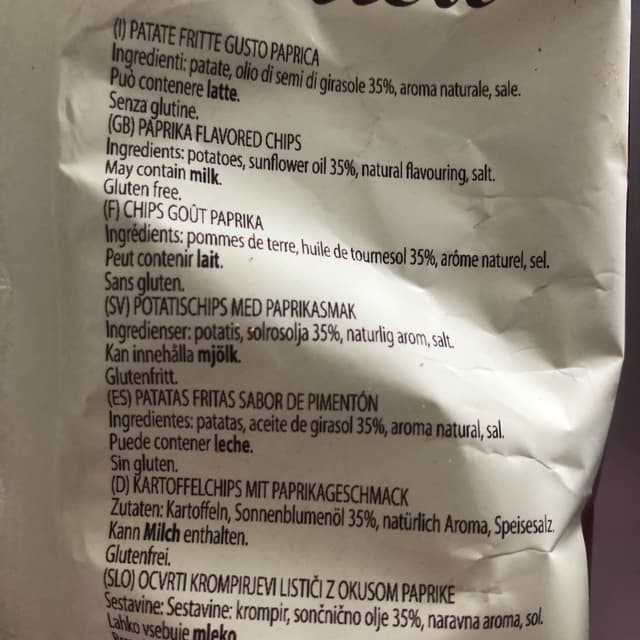 (I) PATATE FRITTE GUSTO PAPRICA
Ingredienti: patate, olio di semi di girasole 35%, aroma naturale, sale.
Può contenere latte.
Senza glutine.
(GB) PAPRIKA FLAVORED CHIPS
Ingredients: potatoes, sunflower oil 35%, natural flavouring, salt.
May contain milk.
Gluten free.
(F) CHIPS GOÛT PAPRIKA
Ingrédients: pommes de terre, huile de tournesol 35%, arôme naturel, sel.
Peut contenir lait.
Sans gluten.
(SV) POTATISCHIPS MED PAPRIKASMAK
Ingredienser: potatis, solrosolja 35%, naturlig arom, salt.
Kan innehålla mjölk.
Glutenfritt.
(ES) PATATAS FRITAS SABOR DE PIMENTÓN
Ingredientes: patatas, aceite de girasol 35%, aroma natural, sal.
Puede contener leche.
Sin gluten.
(D) KARTOFFELCHIPS MIT PAPRIKAGESCHMACK
Zutaten: Kartoffeln, Sonnenblumenöl 35%, natürlich Aroma, Speisesalz.
Kann Milch enthalten.
Glutenfrei.
(SLO) OCVRTI KROMPIRJEVI LISTIČI Z OKUSOM PAPRIKE
Sestavine: Sestavine: krompir, sončnično olje 35%, naravna aroma, sol.
Lahko vsebuje mleko